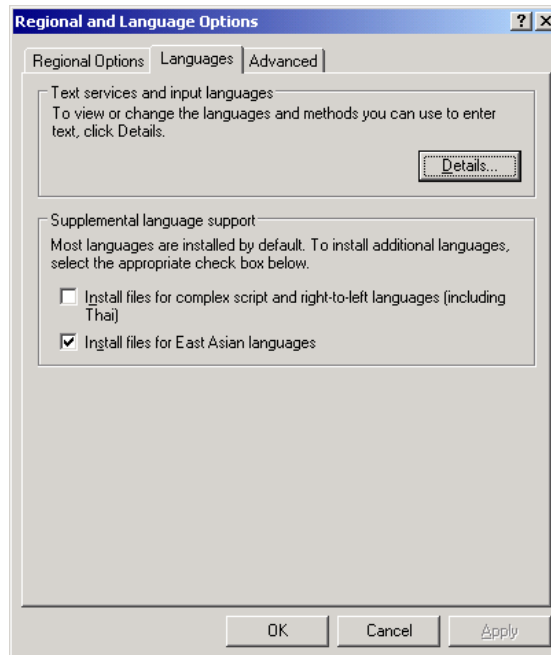 Regional and Language Options
Regional Options Languages Advanced
Text services and input languages
To view or change the languages and methods you can use to enter
text, click Details.
Details...
Supplemental language support
Most languages are installed by default. To install additional languages,
select the appropriate check box below.
Install files for complex script and right-to-left languages (including
Thai)
Install files for East Asian languages
OK Cancel Apply